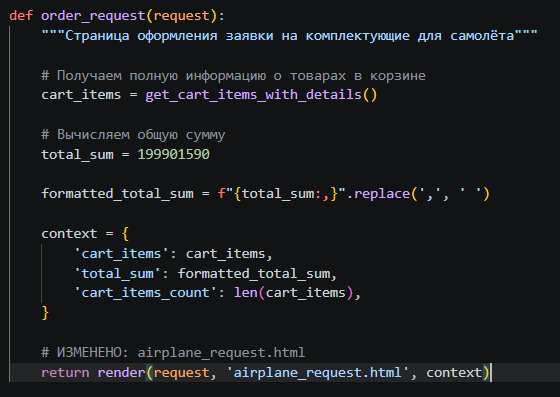 def order_request(request):
    """Страница оформления заявки на комплектующие для самолёта"""

    # Получаем полную информацию о товарах в корзине
    cart_items = get_cart_items_with_details()

    # Вычисляем общую сумму
    total_sum = 199901590

    formatted_total_sum = f"{total_sum:,}".replace(',', ' ')

    context = {
        'cart_items': cart_items,
        'total_sum': formatted_total_sum,
        'cart_items_count': len(cart_items),
    }

    # ИЗМЕНЕНО: airplane_request.html
    return render(request, 'airplane_request.html', context)